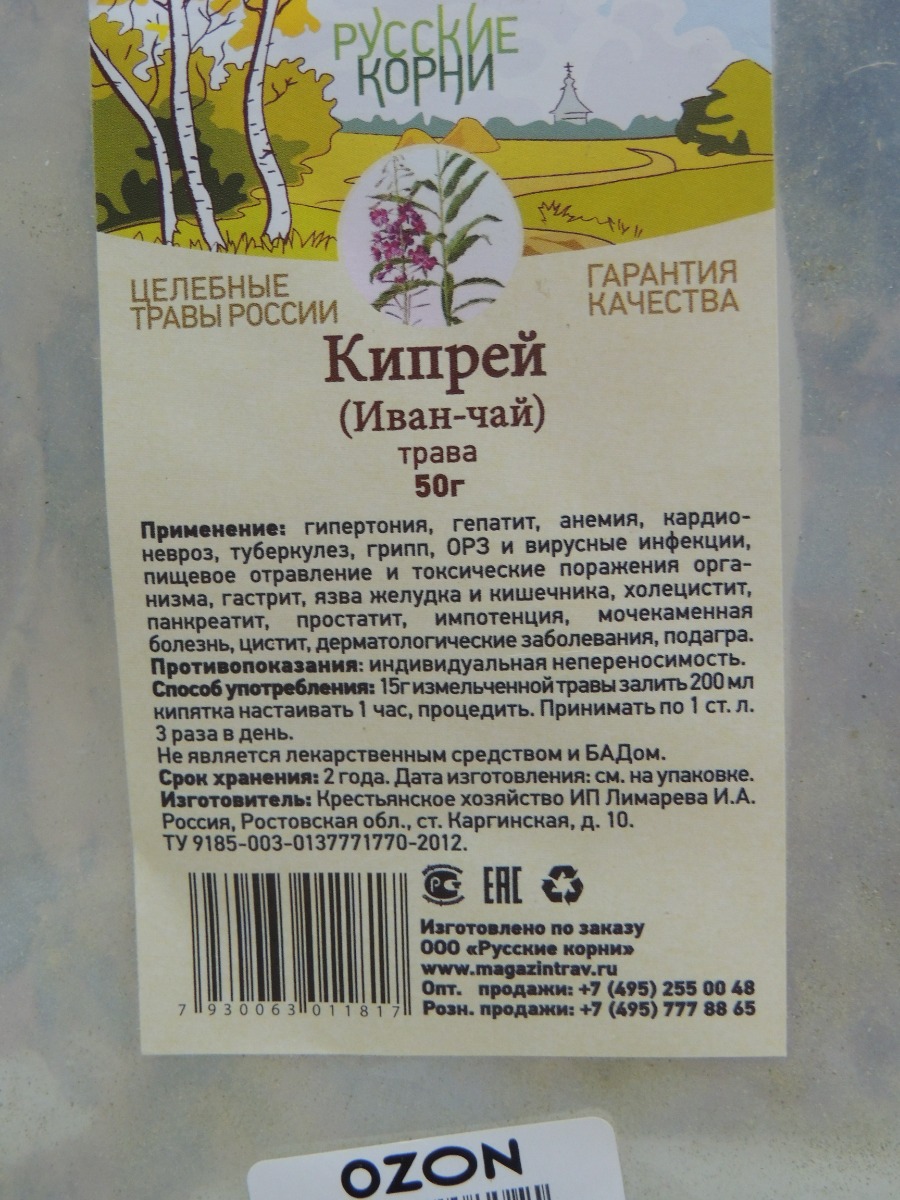 РУССКИЕ
КОРНИ
ЦЕЛЕБНЫЕ
ТРАВЫ РОССИИ
ГАРАНТИЯ
КАЧЕСТВА
Кипрей
(Иван-чай)
трава
50г
Применение: гипертония, гепатит, анемия, кардио-
невроз, туберкулез, грипп, ОРЗ и вирусные инфекции,
пищевое отравление и токсические поражения орга-
низма, гастрит, язва желудка и кишечника, холецистит,
панкреатит, простатит, импотенция, мочекаменная
болезнь, цистит, дерматологические заболевания, подагра.
Противопоказания: индивидуальная непереносимость.
Способ употребления: 15г измельченной травы залить 200 мл
кипятка настаивать 1 час, процедить. Принимать по 1 ст. л.
3 раза в день.
Не является лекарственным средством и БАДом.
Срок хранения: 2 года. Дата изготовления: см. на упаковке.
Изготовитель: Крестьянское хозяйство ИП Лимарева И.А.
Россия, Ростовская обл., ст. Каргинская, д. 10.
ТУ 9185-003-0137771770-2012.
РС ЕАС
Изготовлено по заказу
ООО «Русские корни»
www.magazintrav.ru
Опт. продажи: +7 (495) 255 00 48
Розн. продажи: +7 (495) 777 88 65
7 930063 011817
OZON